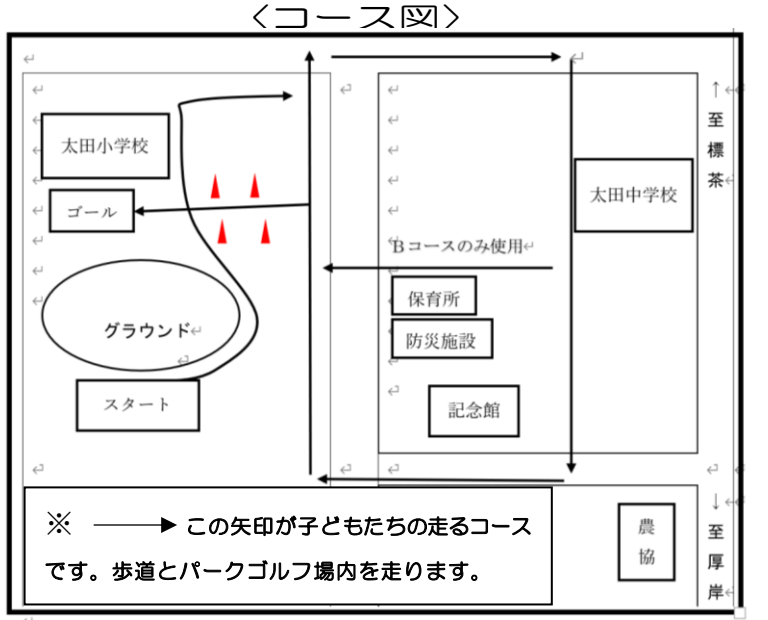 〈コース図〉
↑至標茶
太田小学校
太田中学校
ゴール
Bコースのみ使用
保育所
グラウンド
防災施設
スタート
記念館
※ ―――→ この矢印が子どもたちの走るコース
です。歩道とパークゴルフ場内を走ります。
農協
↓至厚岸